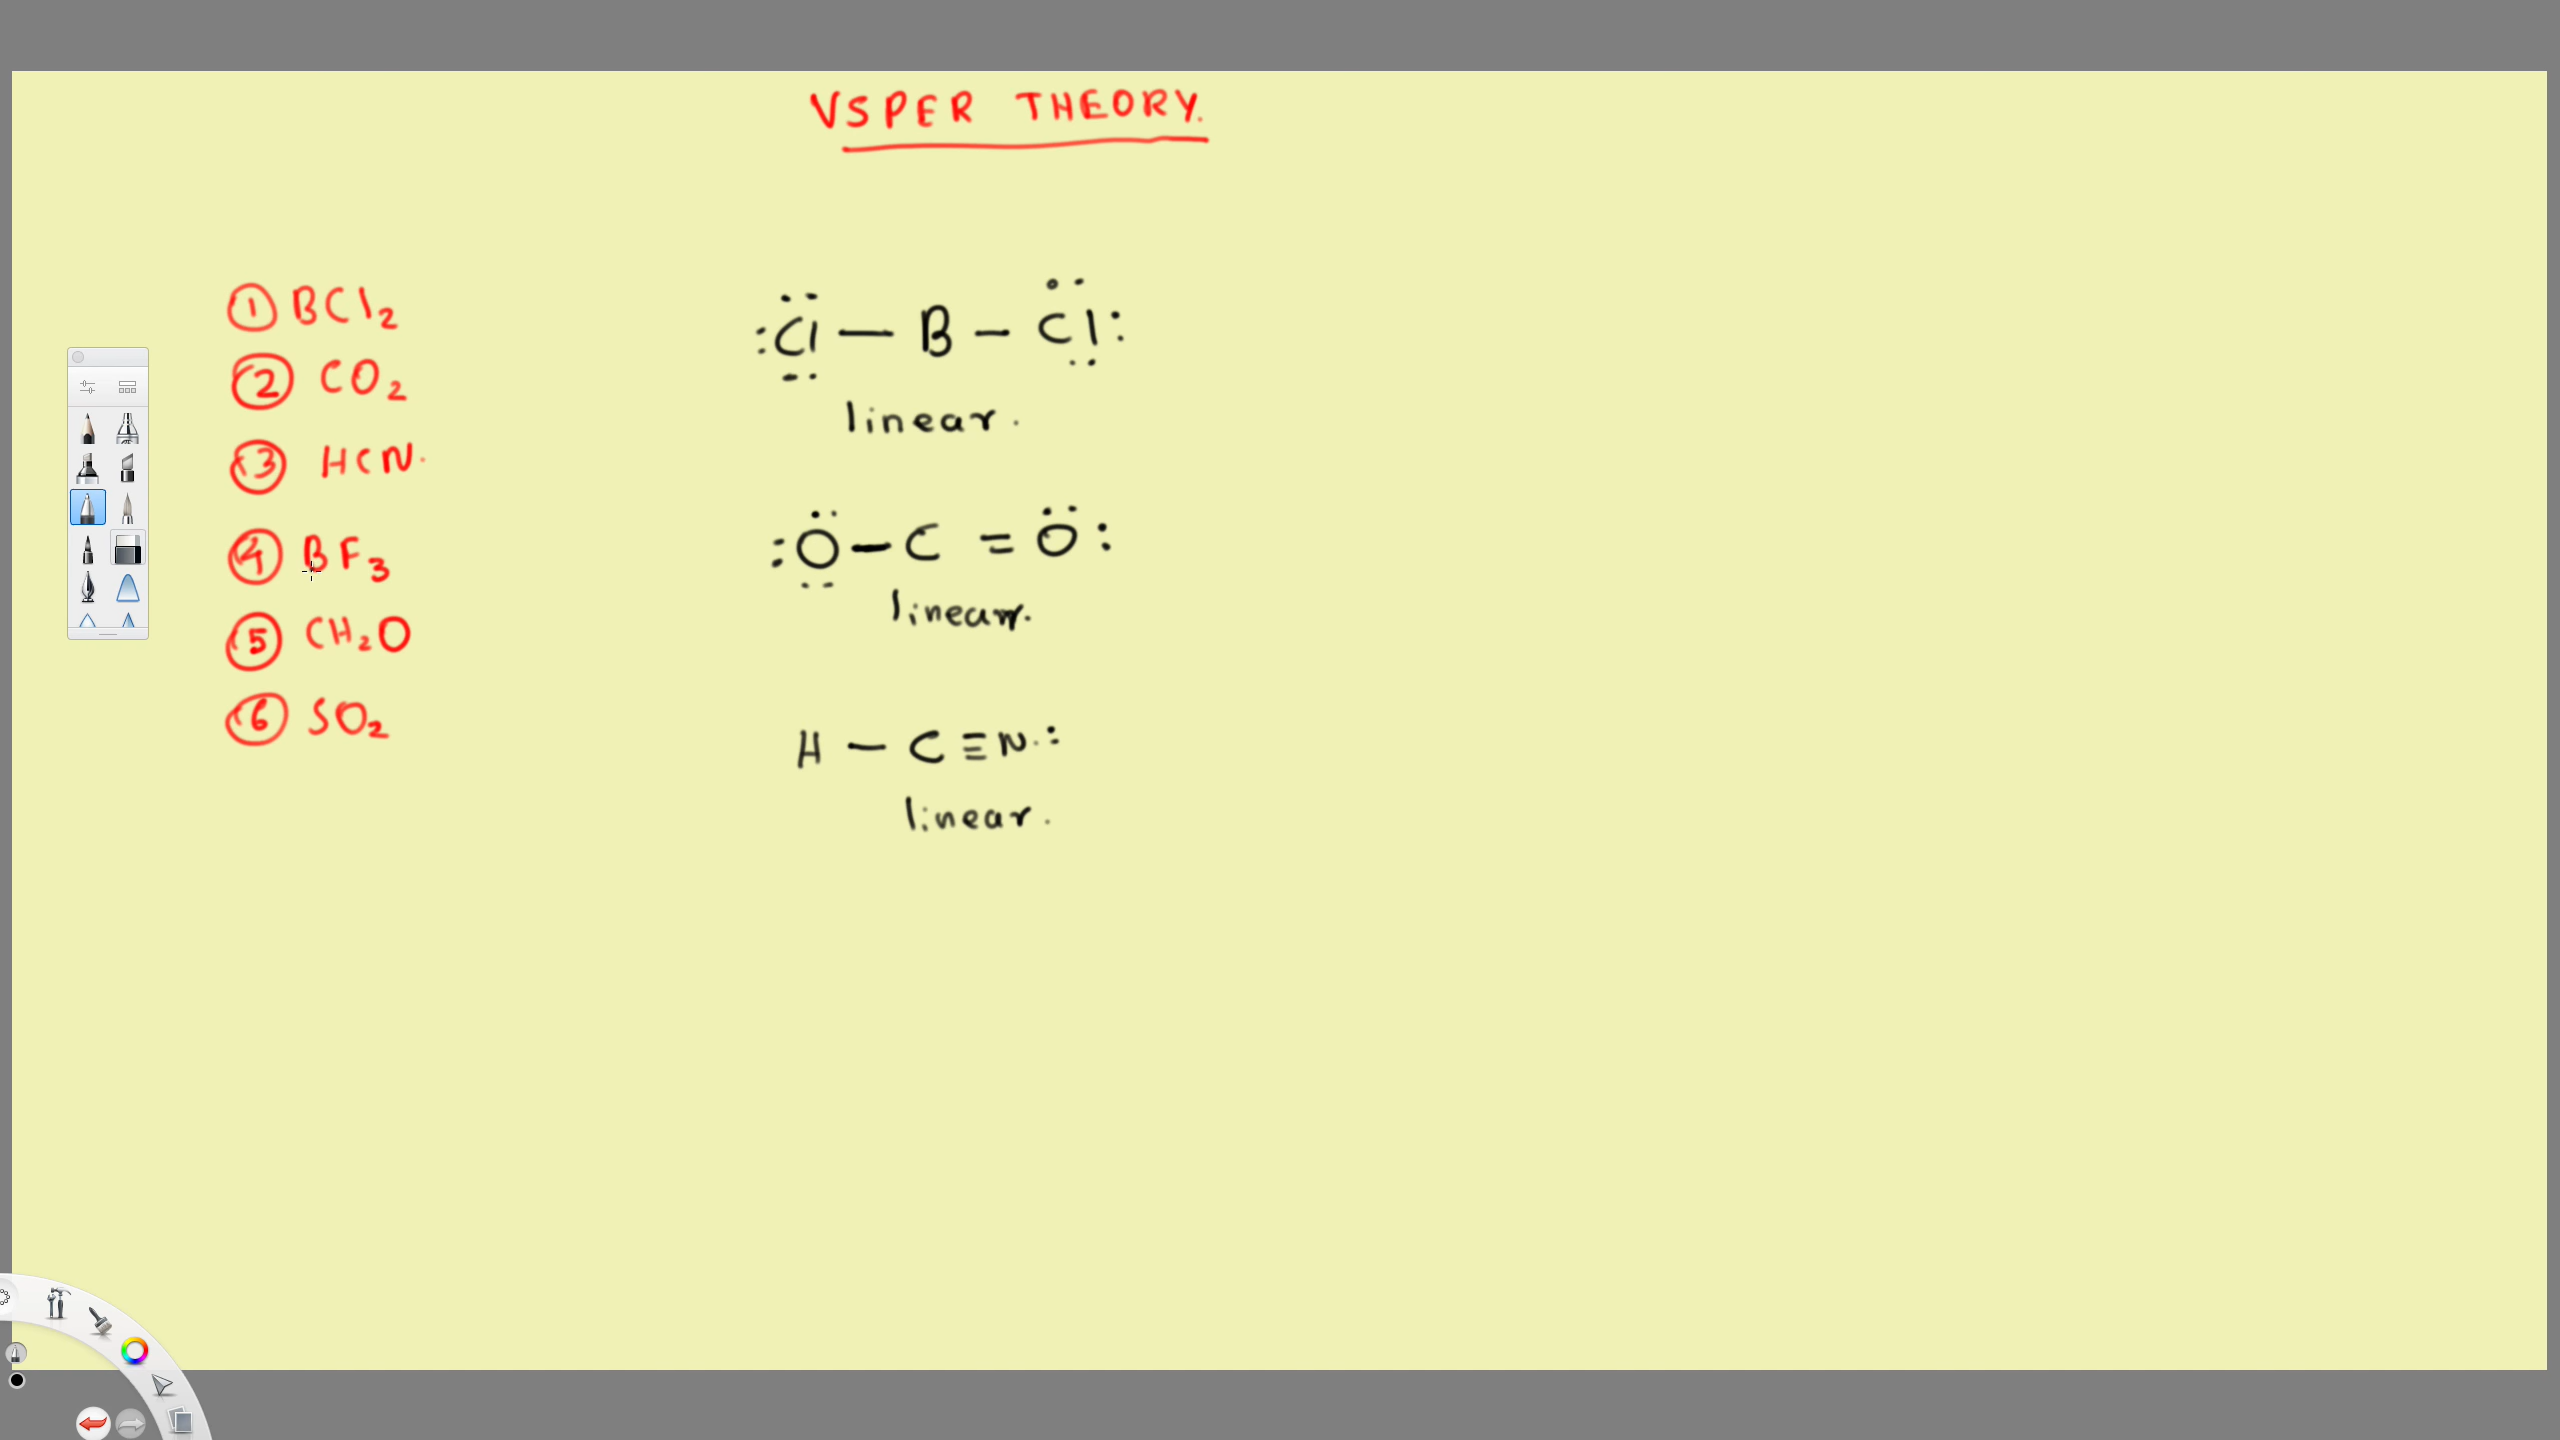 VSPER THEORY.
① BCl₂
② CO₂
③ HCN.
④ BF₃
⑤ CH₂O
⑥ SO₂
:Cl — B — Cl:
linear.
:O — C = O:
linear.
H — C ≡ N:
linear.